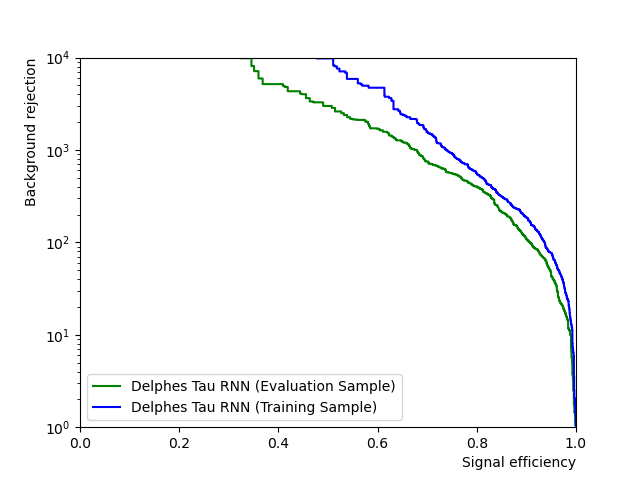 Background rejection
10⁴
10³
10²
10¹
10⁰
Delphes Tau RNN (Evaluation Sample)
Delphes Tau RNN (Training Sample)
0.0 0.2 0.4 0.6 0.8 1.0
Signal efficiency